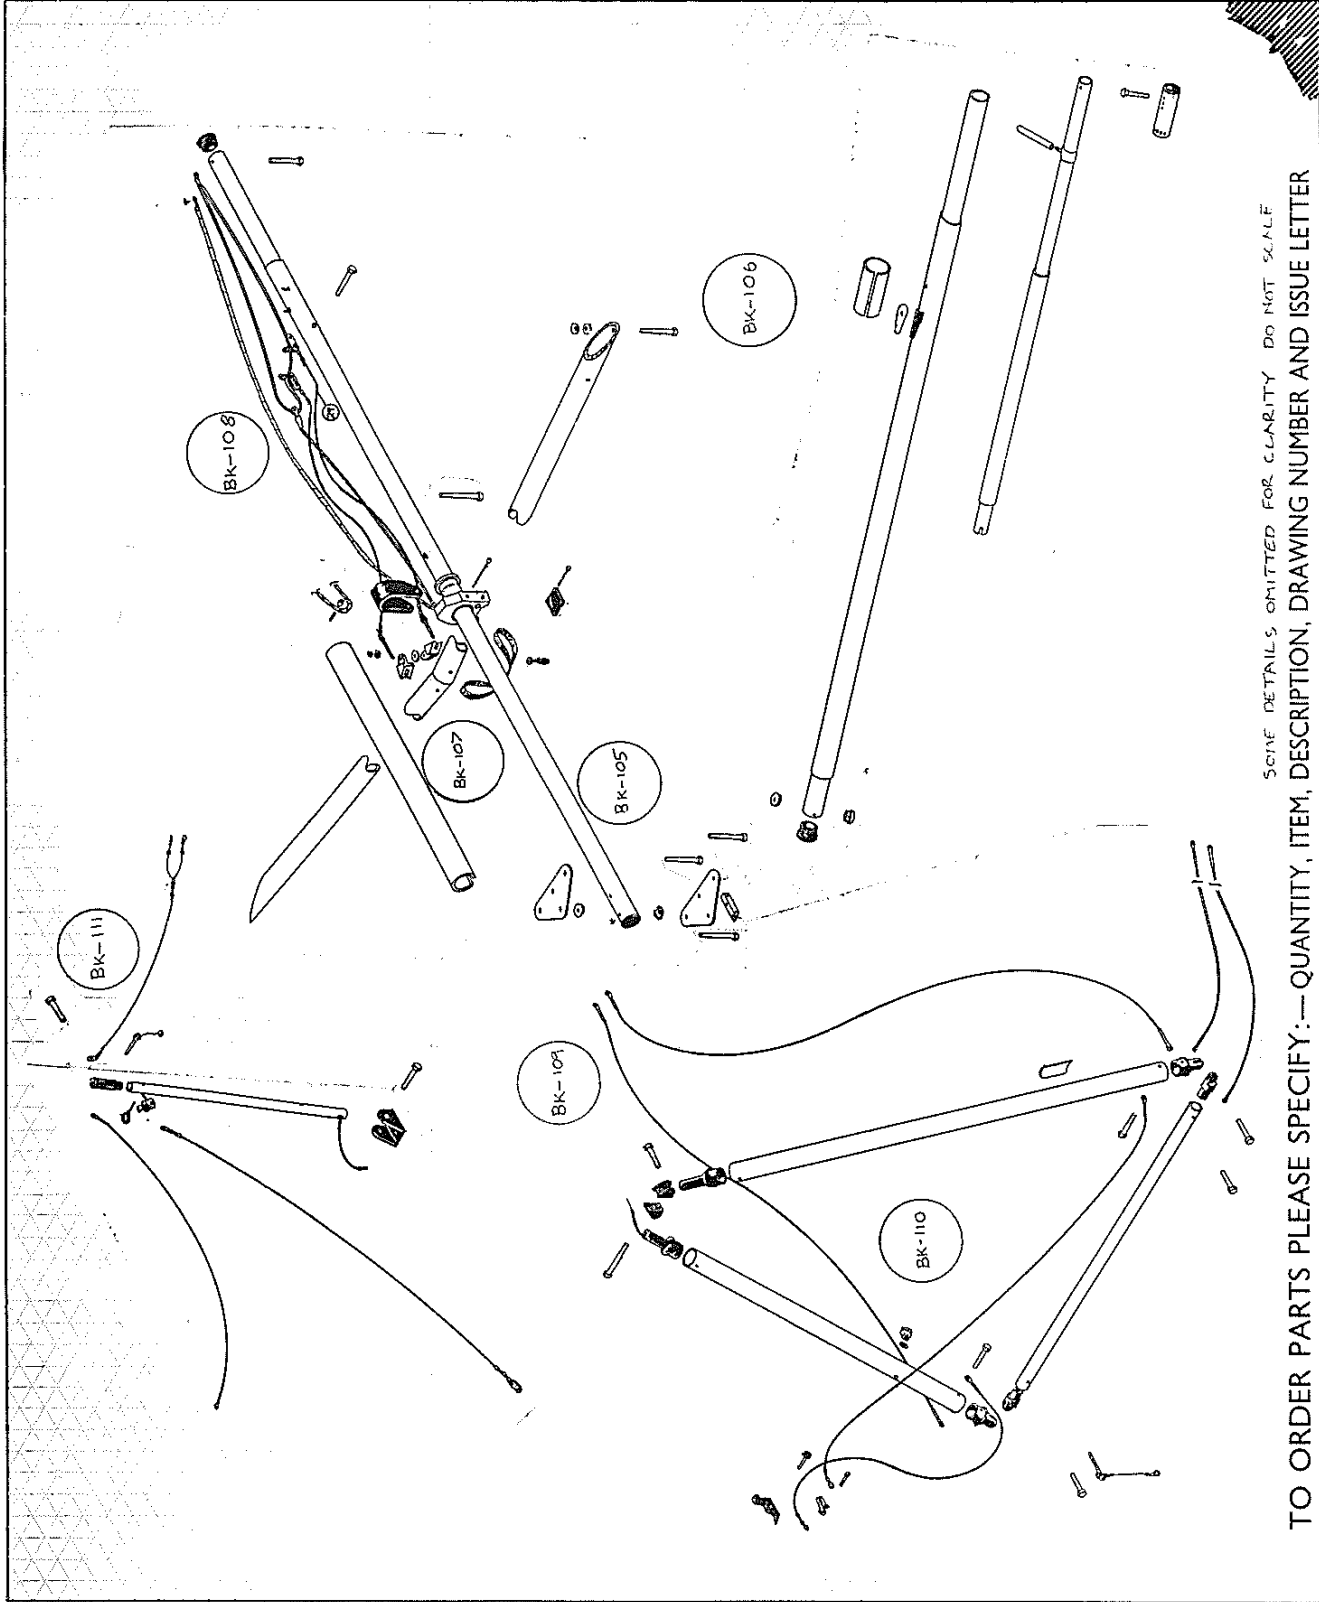 BK-111
BK-108
BK-107
BK-106
BK-105
BK-109
BK-110
SOME DETAILS OMITTED FOR CLARITY DO NOT SCALE
TO ORDER PARTS PLEASE SPECIFY:—QUANTITY, ITEM, DESCRIPTION, DRAWING NUMBER AND ISSUE LETTER